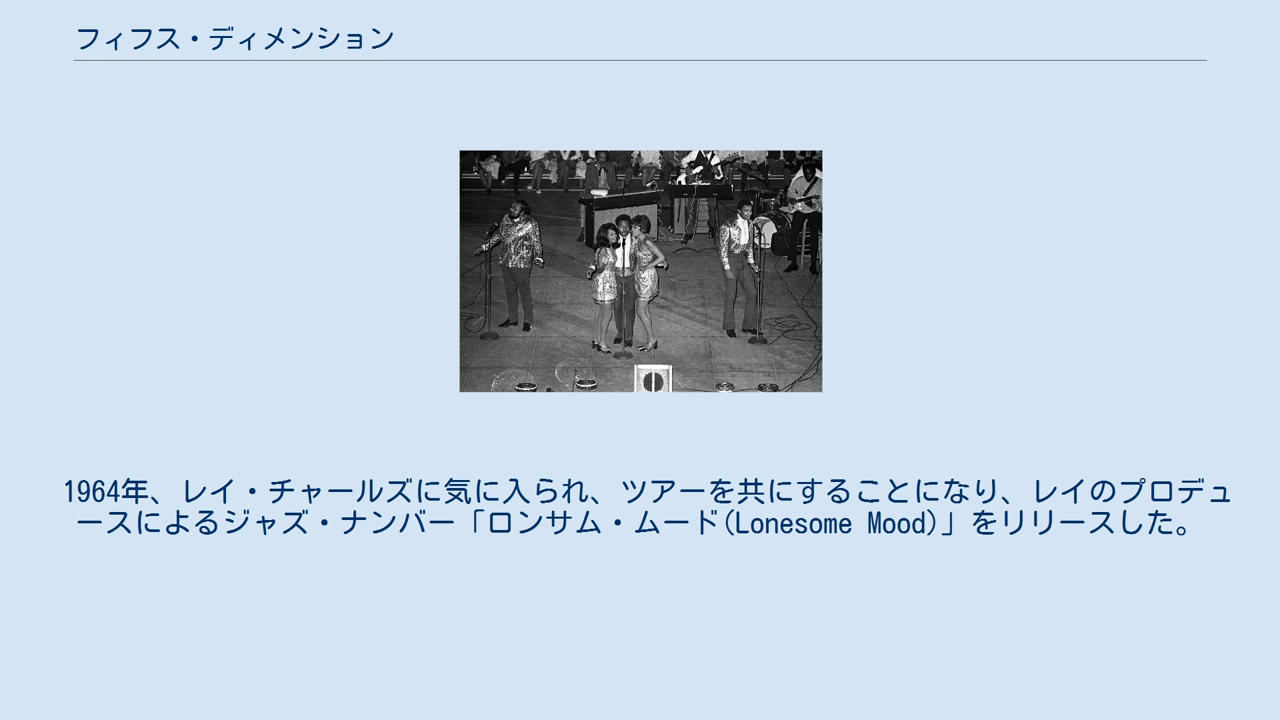 フィフス・ディメンション
1964年、レイ・チャールズに気に入られ、ツアーを共にすることになり、レイのプロデュ
ースによるジャズ・ナンバー「ロンサム・ムード(Lonesome Mood)」をリリースした。